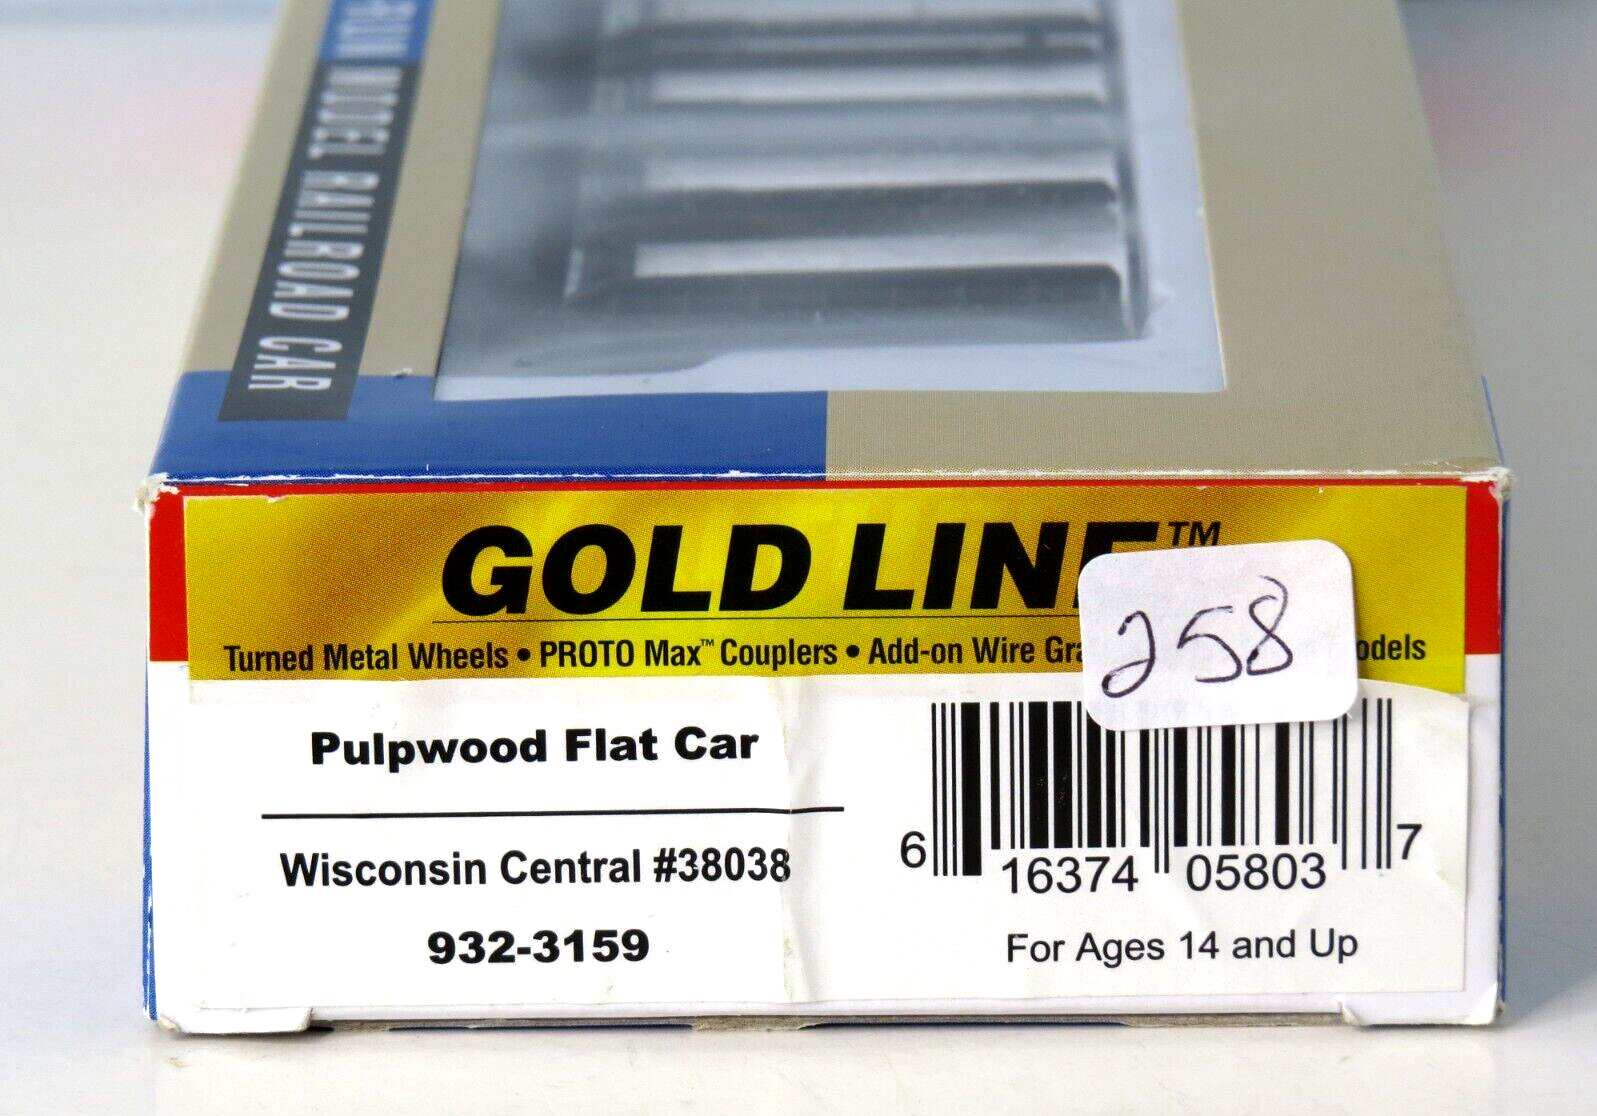 MODEL RAILROAD CAR
GOLD LINE™
Turned Metal Wheels • PROTO Max™ Couplers • Add-on Wire
258
Pulpwood Flat Car
Wisconsin Central #38038
932-3159
6 16374 05803 7
For Ages 14 and Up